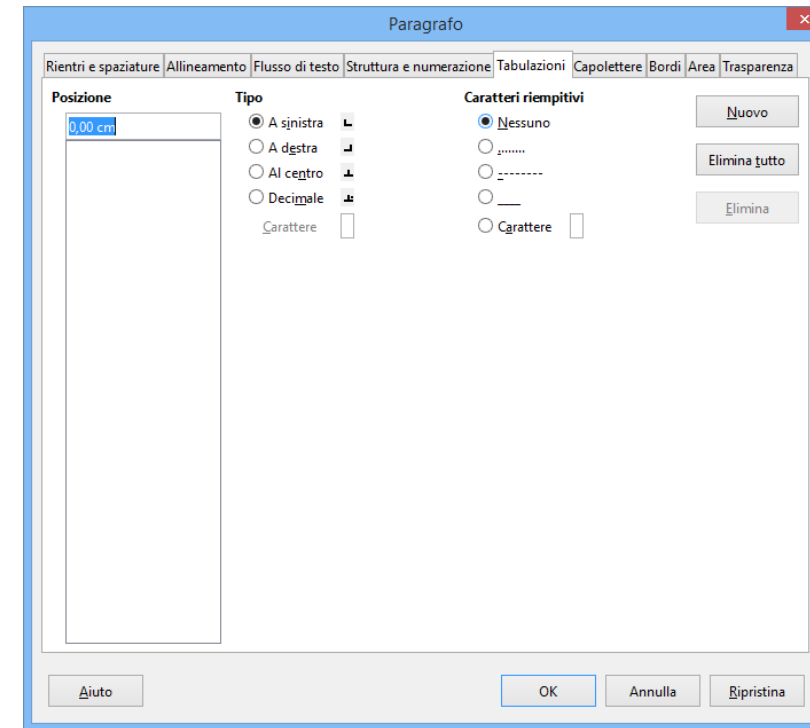 Paragrafo
Rientri e spaziature Allineamento Flusso di testo Struttura e numerazione Tabulazioni Capolettere Bordi Area Trasparenza
Posizione Tipo Caratteri riempitivi
0,00 cm A sinistra Nessuno Nuovo
A destra ........
Al centro -------- Elimina tutto
Decimale ___ Elimina
Carattere Carattere
Aiuto OK Annulla Ripristina